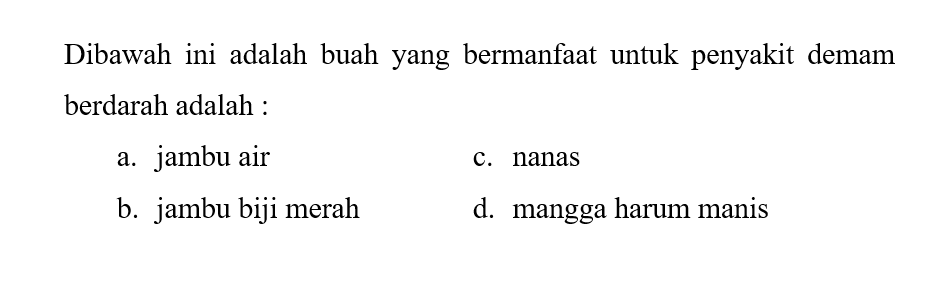 Dibawah ini adalah buah yang bermanfaat untuk penyakit demam
berdarah adalah :
a. jambu air c. nanas
b. jambu biji merah d. mangga harum manis